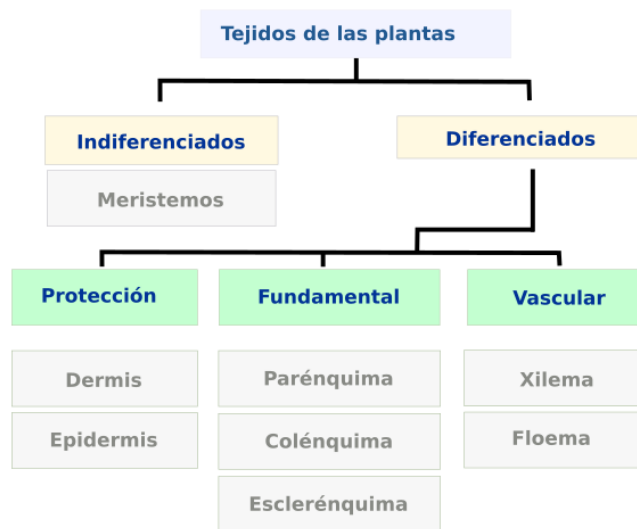 Tejidos de las plantas
Indiferenciados
Diferenciados
Meristemos
Protección
Fundamental
Vascular
Dermis
Parénquima
Xilema
Epidermis
Colénquima
Floema
Esclerénquima